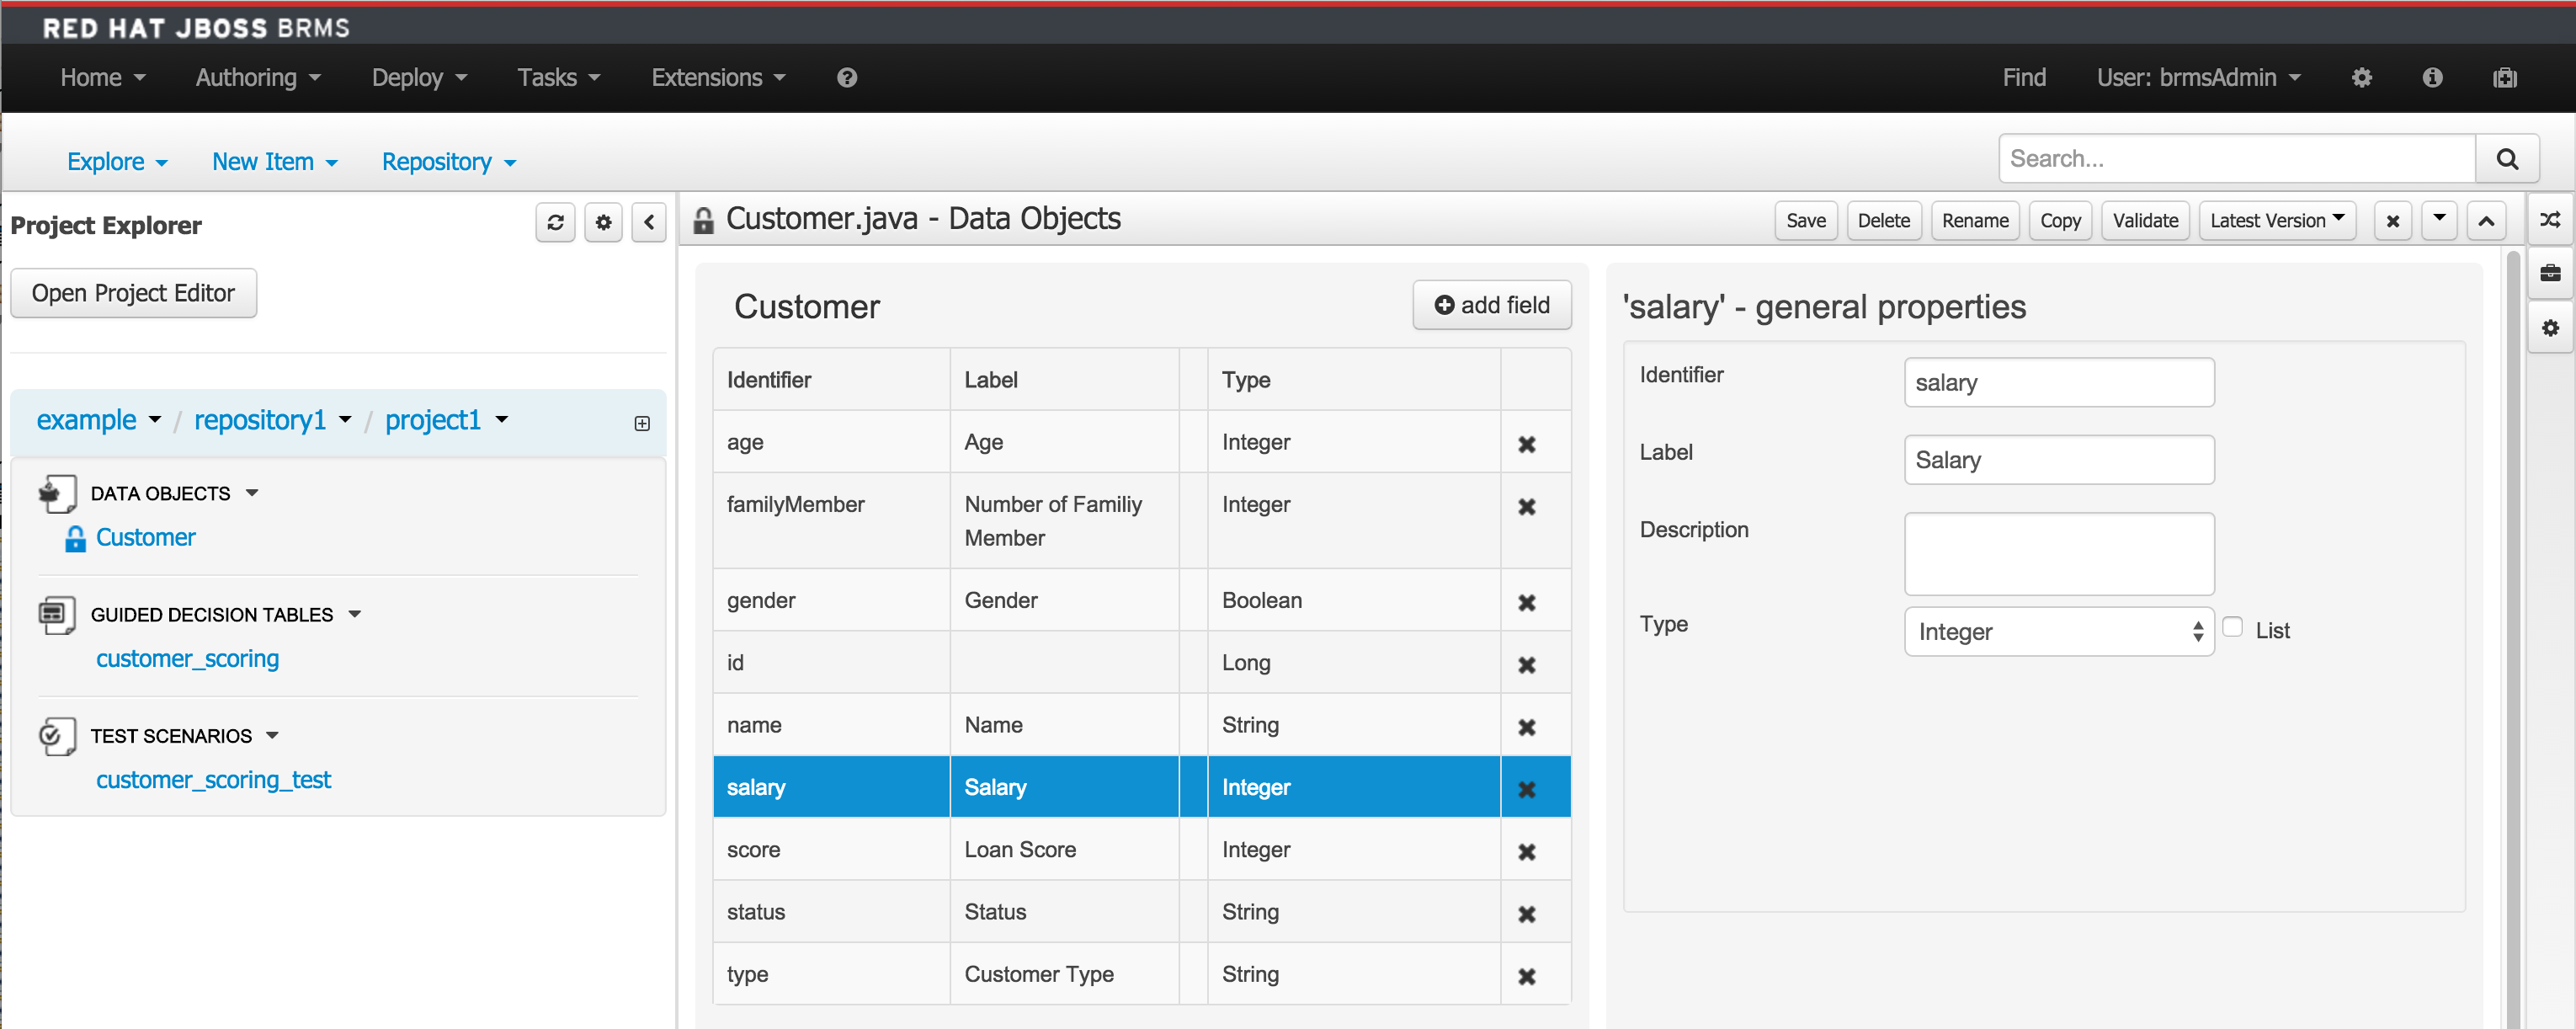 RED HAT JBOSS BRMS
Home Authoring Deploy Tasks Extensions Find User: brmsAdmin
Explore New Item Repository Search...
Project Explorer
Open Project Editor
example / repository1 / project1
DATA OBJECTS
Customer
GUIDED DECISION TABLES
customer_scoring
TEST SCENARIOS
customer_scoring_test
Customer.java - Data Objects
Save Delete Rename Copy Validate Latest Version
Customer
add field
Identifier Label Type
age Age Integer
familyMember Number of Familiy Integer
Member
gender Gender Boolean
id Long
name Name String
salary Salary Integer
score Loan Score Integer
status Status String
type Customer Type String
'salary' - general properties
Identifier salary
Label Salary
Description
Type Integer List